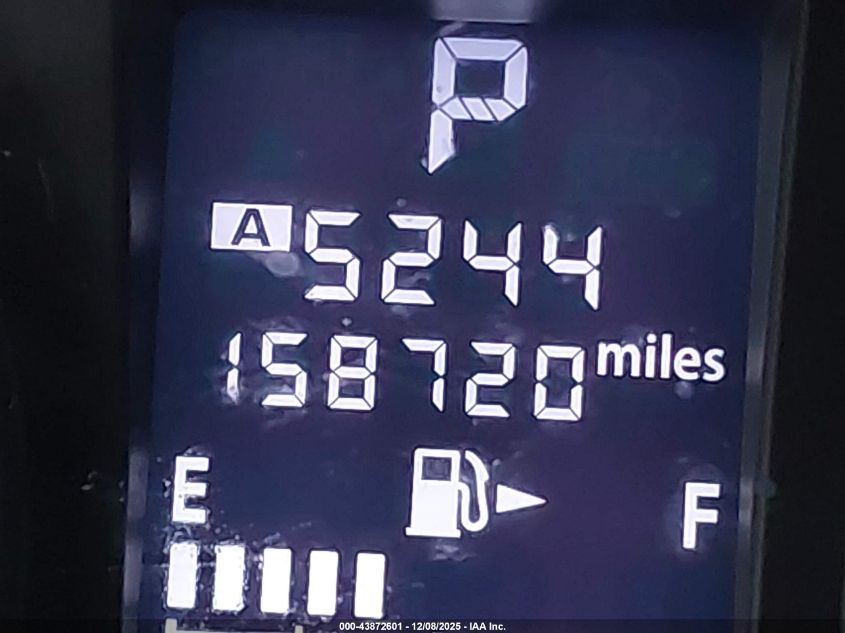 P
A 5244
158720 miles
E F
000-43872601 - 12/08/2025 - IAA Inc.